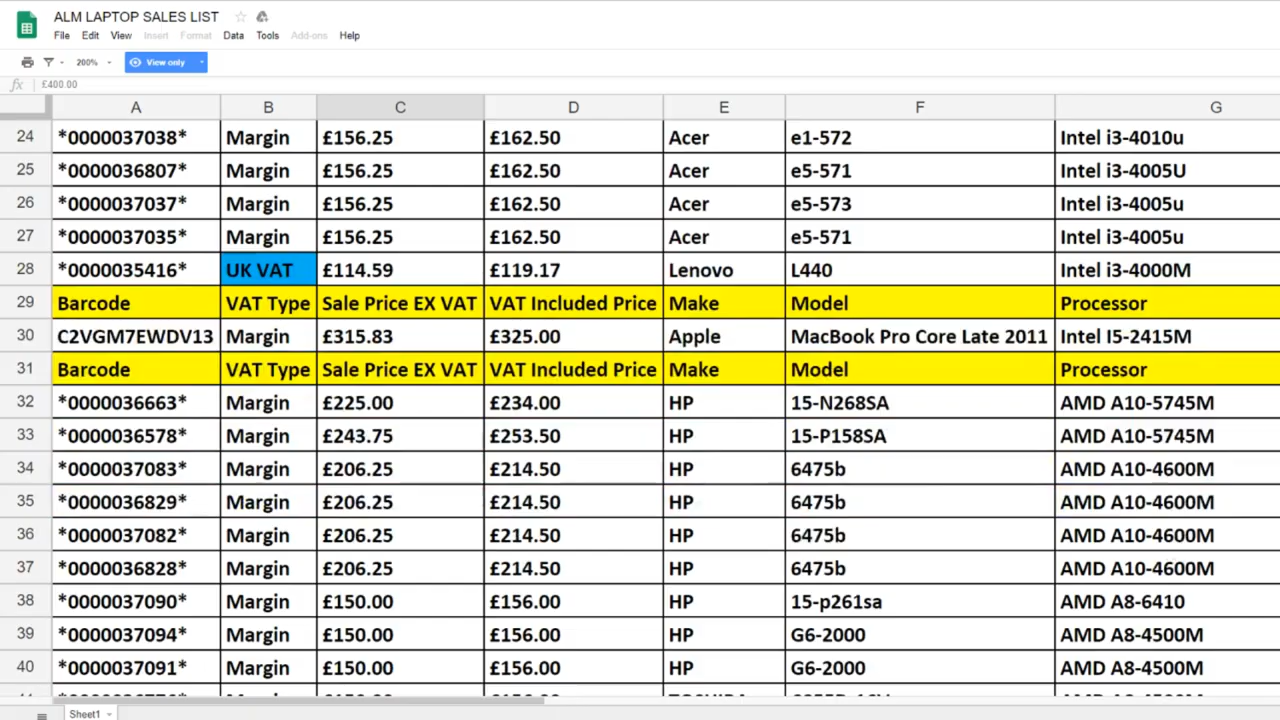 ALM LAPTOP SALES LIST
File Edit View Insert Format Data Tools Add-ons Help
200% View only
fx £400.00
A B C D E F G
24 *0000037038* Margin £156.25 £162.50 Acer e1-572 Intel i3-4010u
25 *0000036807* Margin £156.25 £162.50 Acer e5-571 Intel i3-4005U
26 *0000037037* Margin £156.25 £162.50 Acer e5-573 Intel i3-4005u
27 *0000037035* Margin £156.25 £162.50 Acer e5-571 Intel i3-4005u
28 *0000035416* UK VAT £114.59 £119.17 Lenovo L440 Intel i3-4000M
29 Barcode VAT Type Sale Price EX VAT VAT Included Price Make Model Processor
30 C2VGM7EWDV13 Margin £315.83 £325.00 Apple MacBook Pro Core Late 2011 Intel I5-2415M
31 Barcode VAT Type Sale Price EX VAT VAT Included Price Make Model Processor
32 *0000036663* Margin £225.00 £234.00 HP 15-N268SA AMD A10-5745M
33 *0000036578* Margin £243.75 £253.50 HP 15-P158SA AMD A10-5745M
34 *0000037083* Margin £206.25 £214.50 HP 6475b AMD A10-4600M
35 *0000036829* Margin £206.25 £214.50 HP 6475b AMD A10-4600M
36 *0000037082* Margin £206.25 £214.50 HP 6475b AMD A10-4600M
37 *0000036828* Margin £206.25 £214.50 HP 6475b AMD A10-4600M
38 *0000037090* Margin £150.00 £156.00 HP 15-p261sa AMD A8-6410
39 *0000037094* Margin £150.00 £156.00 HP G6-2000 AMD A8-4500M
40 *0000037091* Margin £150.00 £156.00 HP G6-2000 AMD A8-4500M
Sheet1